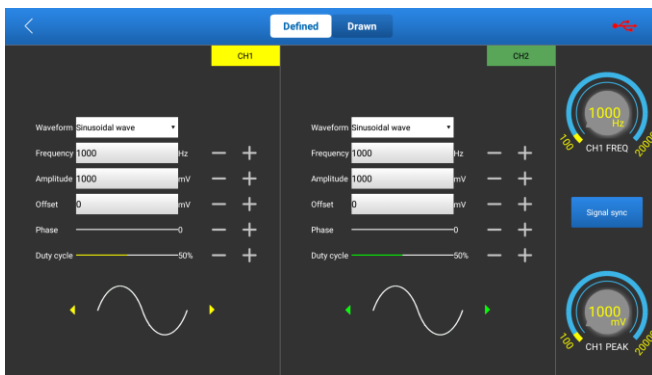 Defined Drawn
CH1
Waveform Sinusoidal wave
Frequency 1000 Hz
Amplitude 1000 mV
Offset 0 mV
Phase 0
Duty cycle 50%
CH2
Waveform Sinusoidal wave
Frequency 1000 Hz
Amplitude 1000 mV
Offset 0 mV
Phase 0
Duty cycle 50%
1000
Hz
100 2000
CH1 FREQ
Signal sync
1000
mV
100 2000
CH1 PEAK